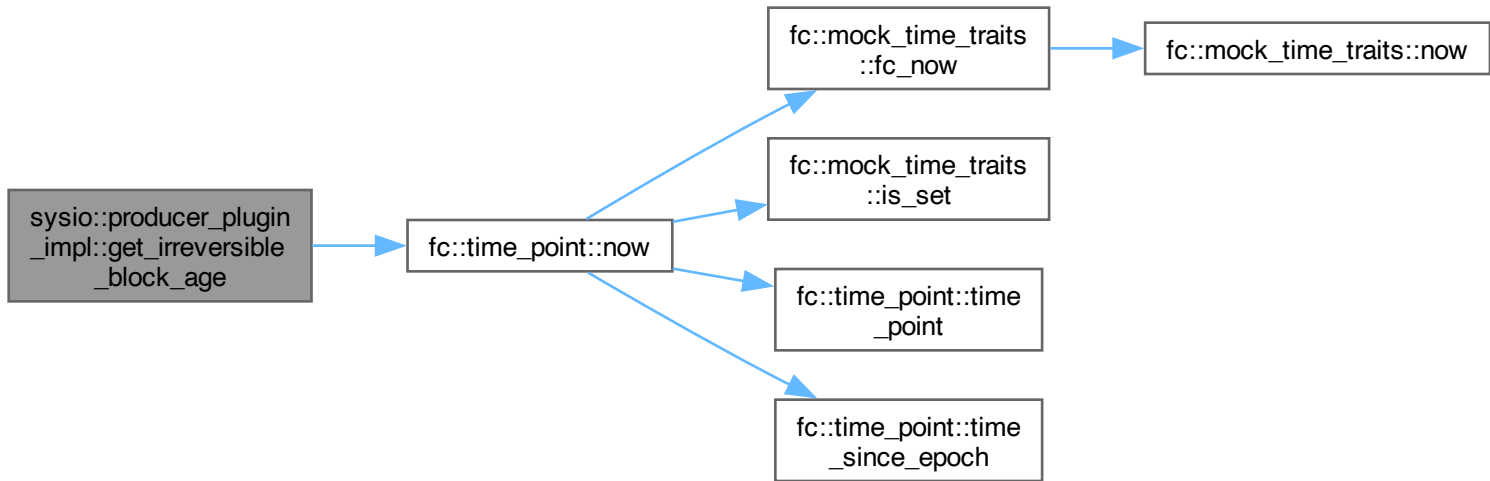 sysio::producer_plugin
_impl::get_irreversible
_block_age
fc::time_point::now
fc::mock_time_traits
::fc_now
fc::mock_time_traits::now
fc::mock_time_traits
::is_set
fc::time_point::time
_point
fc::time_point::time
_since_epoch